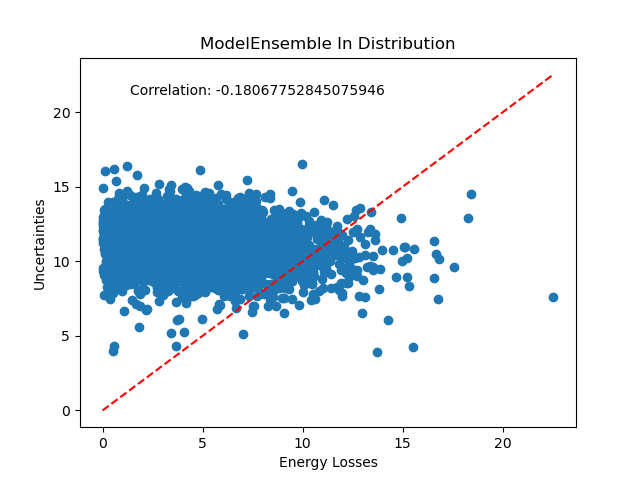 ModelEnsemble In Distribution
Correlation: -0.18067752845075946
20
15
10
5
0
Uncertainties
0 5 10 15 20
Energy Losses